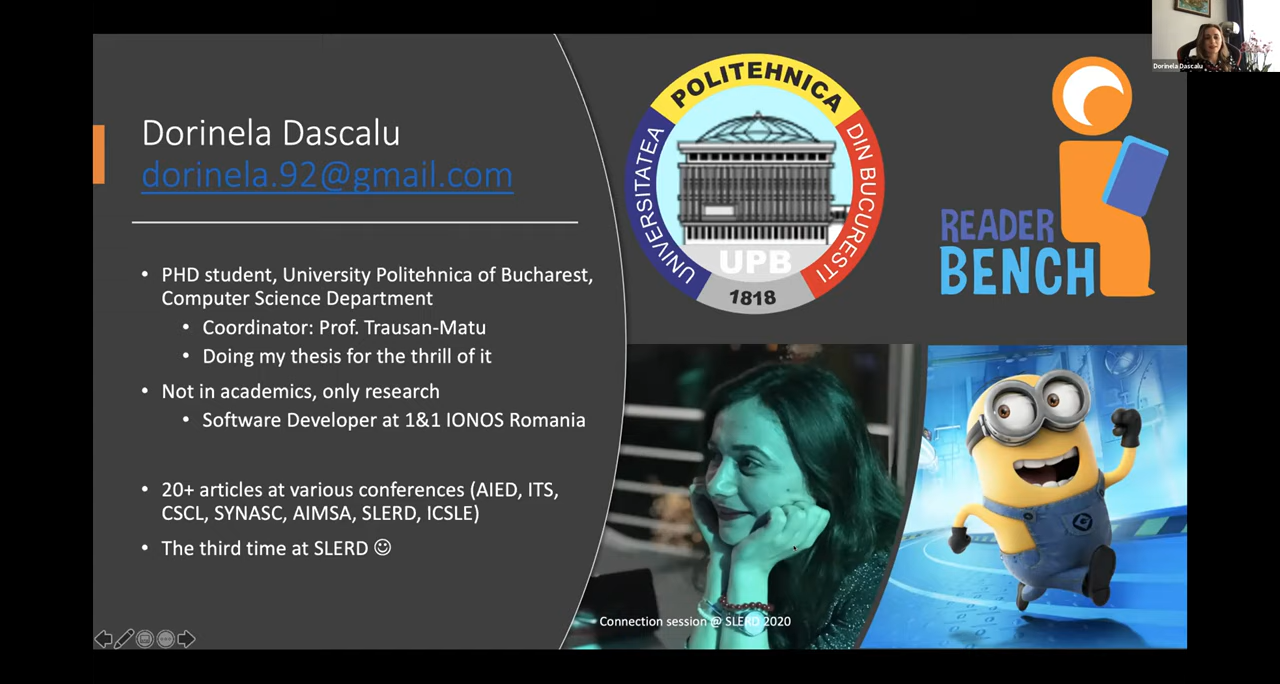 Dorinela Dascalu
Dorinela Dascalu
dorinela.92@gmail.com
• PHD student, University Politehnica of Bucharest,
Computer Science Department
• Coordinator: Prof. Trausan-Matu
• Doing my thesis for the thrill of it
• Not in academics, only research
• Software Developer at 1&1 IONOS Romania
• 20+ articles at various conferences (AIED, ITS,
CSCL, SYNASC, AIMSA, SLERD, ICSLE)
• The third time at SLERD ☺
UNIVERSITATEA
POLITEHNICA
DIN BUCURESTI
UPB
1818
READER
BENCH
Connection session @ SLERD 2020